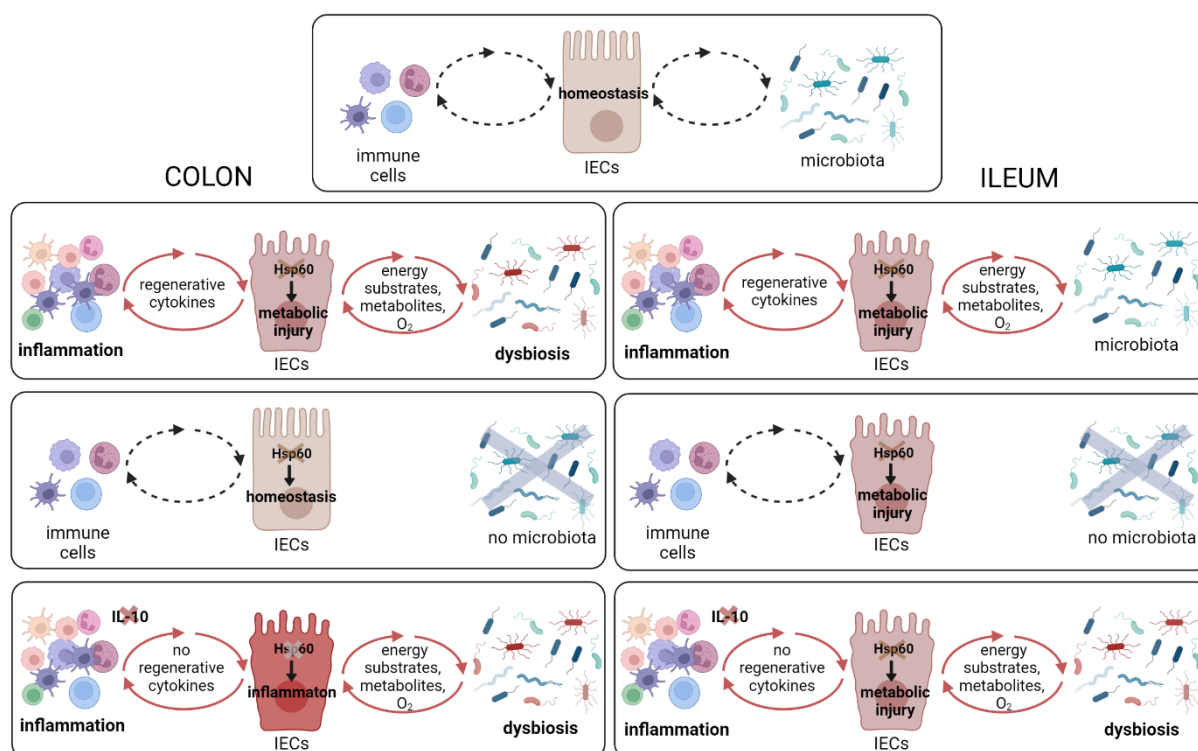 homeostasis
immune
cells
IECs
microbiota
COLON
ILEUM
regenerative
cytokines
inflammation
Hsp60
metabolic
injury
IECs
energy
substrates,
metabolites,
O₂
dysbiosis
regenerative
cytokines
inflammation
Hsp60
metabolic
injury
IECs
energy
substrates,
metabolites,
O₂
microbiota
immune
cells
Hsp60
homeostasis
IECs
no microbiota
immune
cells
Hsp60
metabolic
injury
IECs
no microbiota
IL-10
no
regenerative
cytokines
inflammation
Hsp60
inflammaton
IECs
energy
substrates,
metabolites,
O₂
dysbiosis
IL-10
no
regenerative
cytokines
inflammation
Hsp60
metabolic
injury
IECs
energy
substrates,
metabolites,
O₂
dysbiosis